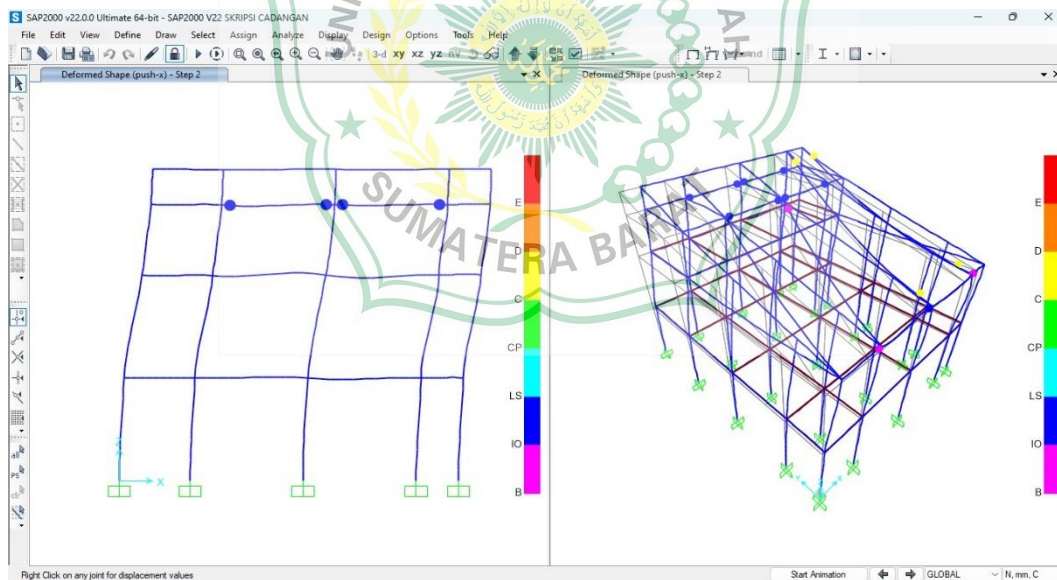 SAP2000 v22.0.0 Ultimate 64-bit - SAP2000 V22 SKRIPSI CADANGAN
File Edit View Define Draw Select Assign Analyze Display Design Options Tools Help
3-d xy xz yz nv
Deformed Shape (push-x) - Step 2
Deformed Shape (push-x) - Step 2
E
D
C
CP
LS
IO
B
X
E
D
C
CP
LS
IO
B
SUMATERA BARAT
Right Click on any joint for displacement values
Start Animation
GLOBAL
N, mm, C